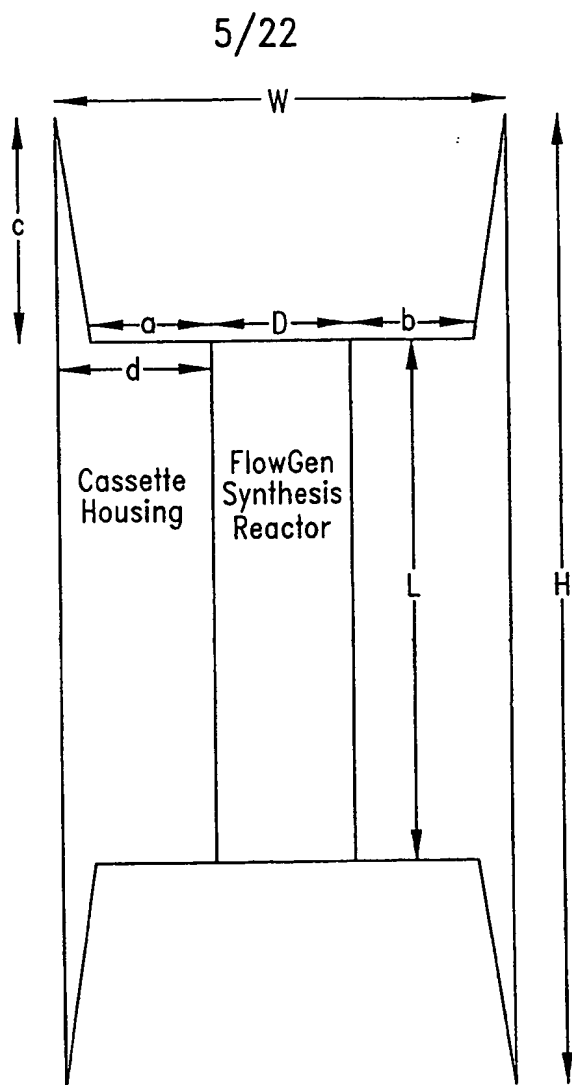 5/22
W
c
a D b
d
Cassette
Housing
FlowGen
Synthesis
Reactor
L
H